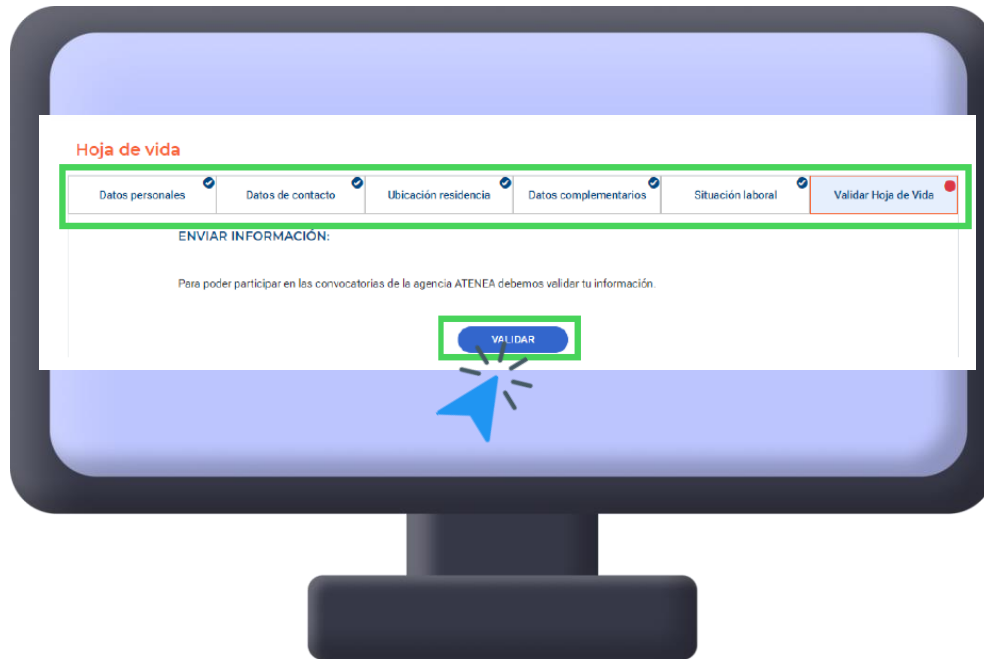 Hoja de vida
Datos personales Datos de contacto Ubicación residencia Datos complementarios Situación laboral Validar Hoja de Vida
ENVIAR INFORMACIÓN:
Para poder participar en las convocatorias de la agencia ATENEA debemos validar tu información.
VALIDAR